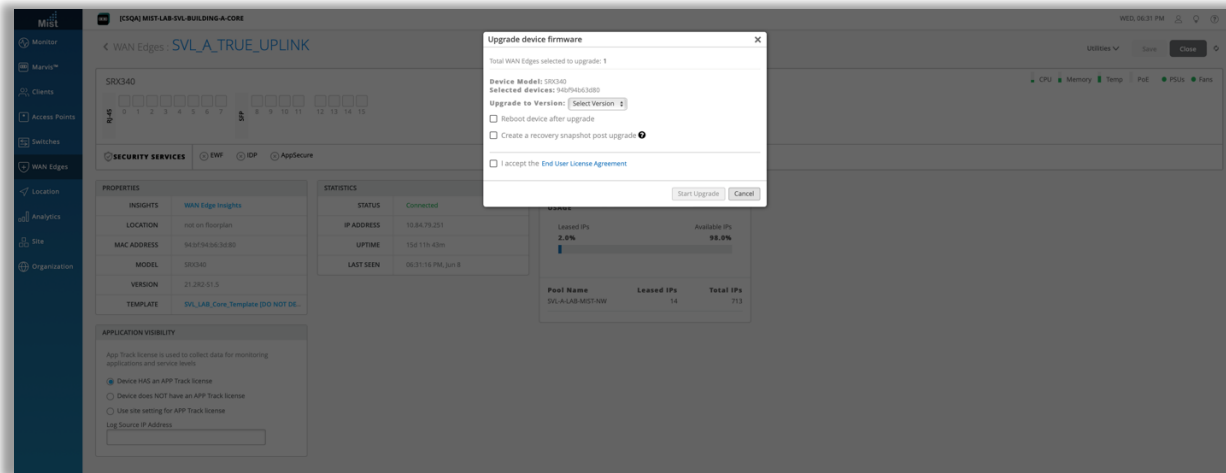 Mist
[CSQA] MIST-LAB-SVL-BUILDING-A-CORE
WED, 06:31 PM
Monitor
Marvis™
Clients
Access Points
Switches
WAN Edges
Location
Analytics
Site
Organization
WAN Edges : SVL_A_TRUE_UPLINK
Utilities
Save
Close
SRX340
CPU Memory Temp PoE PSUs Fans
RJ-45
0 1 2 3 4 5 6 7
SFP
8 9 10 11
12 13 14 15
SECURITY SERVICES
EWF
IDP
AppSecure
Upgrade device firmware
Total WAN Edges selected to upgrade: 1
Device Model: SRX340
Selected devices: 94bf94b63d80
Upgrade to Version: Select Version
Reboot device after upgrade
Create a recovery snapshot post upgrade ?
I accept the End User License Agreement
Start Upgrade
Cancel
PROPERTIES
INSIGHTS WAN Edge Insights
LOCATION not on floorplan
MAC ADDRESS 94:bf:94:b6:3d:80
MODEL SRX340
VERSION 21.2R2-S1.5
TEMPLATE SVL_LAB_Core_Template (DO NOT DE...
STATISTICS
STATUS Connected
IP ADDRESS 10.84.79.251
UPTIME 15d 11h 43m
LAST SEEN 06:31:16 PM, Jun 8
USAGE
Leased IPs Available IPs
2.0% 98.0%
Pool Name Leased IPs Total IPs
SVL-A-LAB-MIST-NW 14 713
APPLICATION VISIBILITY
App Track license is used to collect data for monitoring
applications and service levels
Device HAS an APP Track license
Device does NOT have an APP Track license
Use site setting for APP Track license
Log Source IP Address